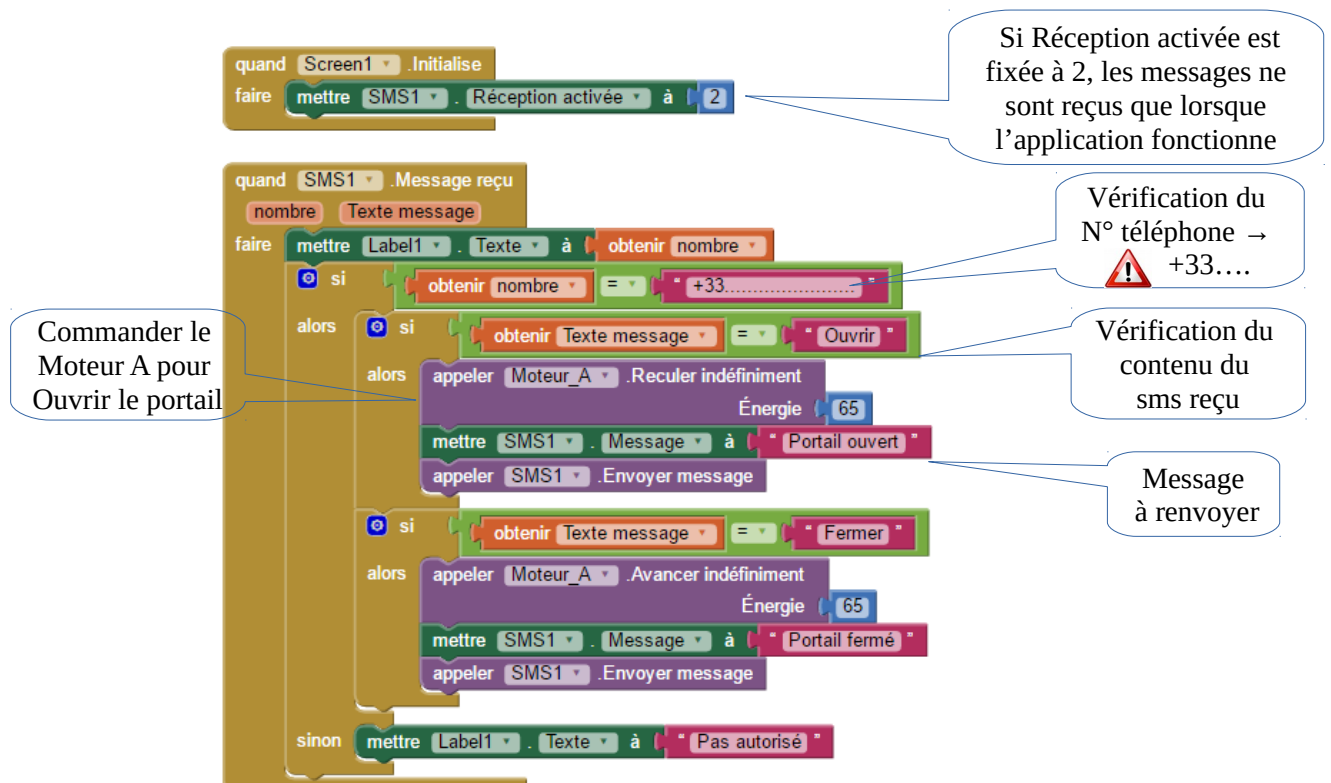 quand Screen1 .Initialise
faire mettre SMS1 . Réception activée à 2
Si Réception activée est
fixée à 2, les messages ne
sont reçus que lorsque
l'application fonctionne
quand SMS1 .Message reçu
nombre Texte message
faire mettre Label1 . Texte à obtenir nombre
si obtenir nombre = " +33...................... "
Vérification du
N° téléphone →
+33….
alors si obtenir Texte message = " Ouvrir "
Vérification du
contenu du
sms reçu
Commander le
Moteur A pour
Ouvrir le portail
alors appeler Moteur_A .Reculer indéfiniment
Énergie 65
mettre SMS1 . Message à " Portail ouvert "
appeler SMS1 .Envoyer message
Message
à renvoyer
si obtenir Texte message = " Fermer "
alors appeler Moteur_A .Avancer indéfiniment
Énergie 65
mettre SMS1 . Message à " Portail fermé "
appeler SMS1 .Envoyer message
sinon mettre Label1 . Texte à " Pas autorisé "